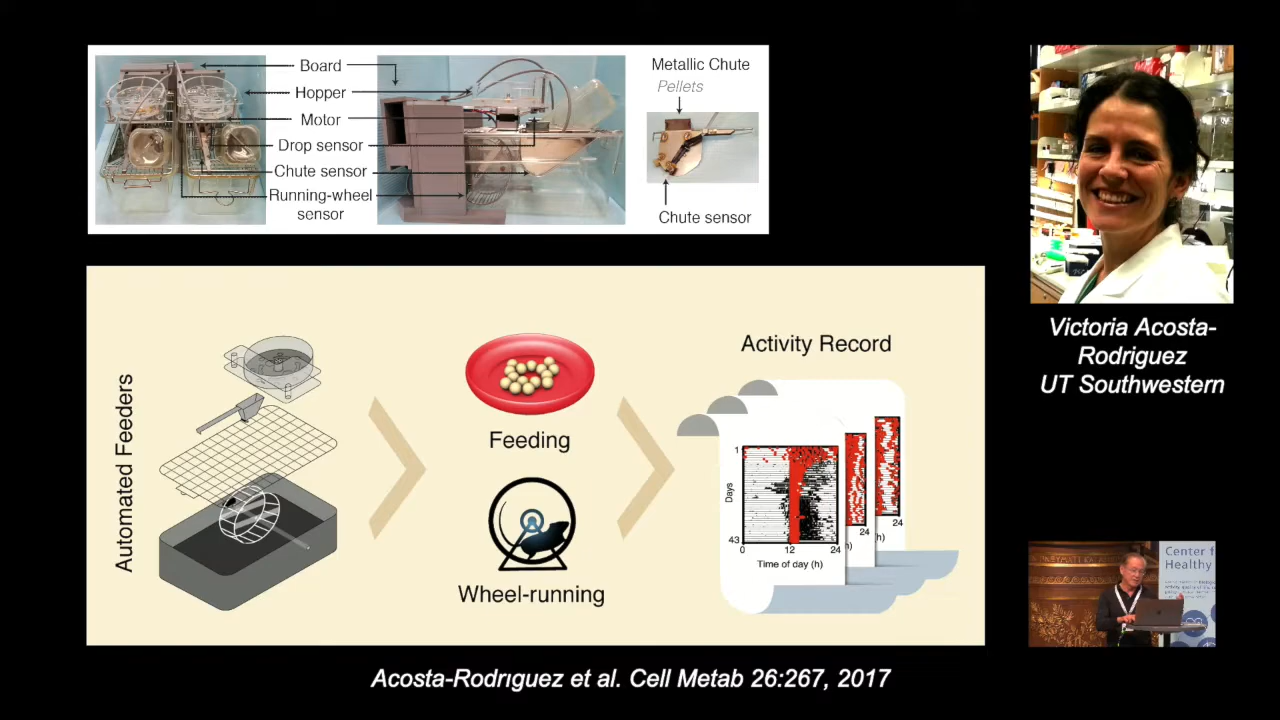 Board
Hopper
Motor
Drop sensor
Chute sensor
Running-wheel
sensor
Metallic Chute
Pellets
Chute sensor
Victoria Acosta-
Rodriguez
UT Southwestern
Automated Feeders
Feeding
Wheel-running
Activity Record
1
Days
43
0 12 24
Time of day (h)
24
h)
24
h)
Center f
Healthy
Acosta-Rodrıguez et al. Cell Metab 26:267, 2017